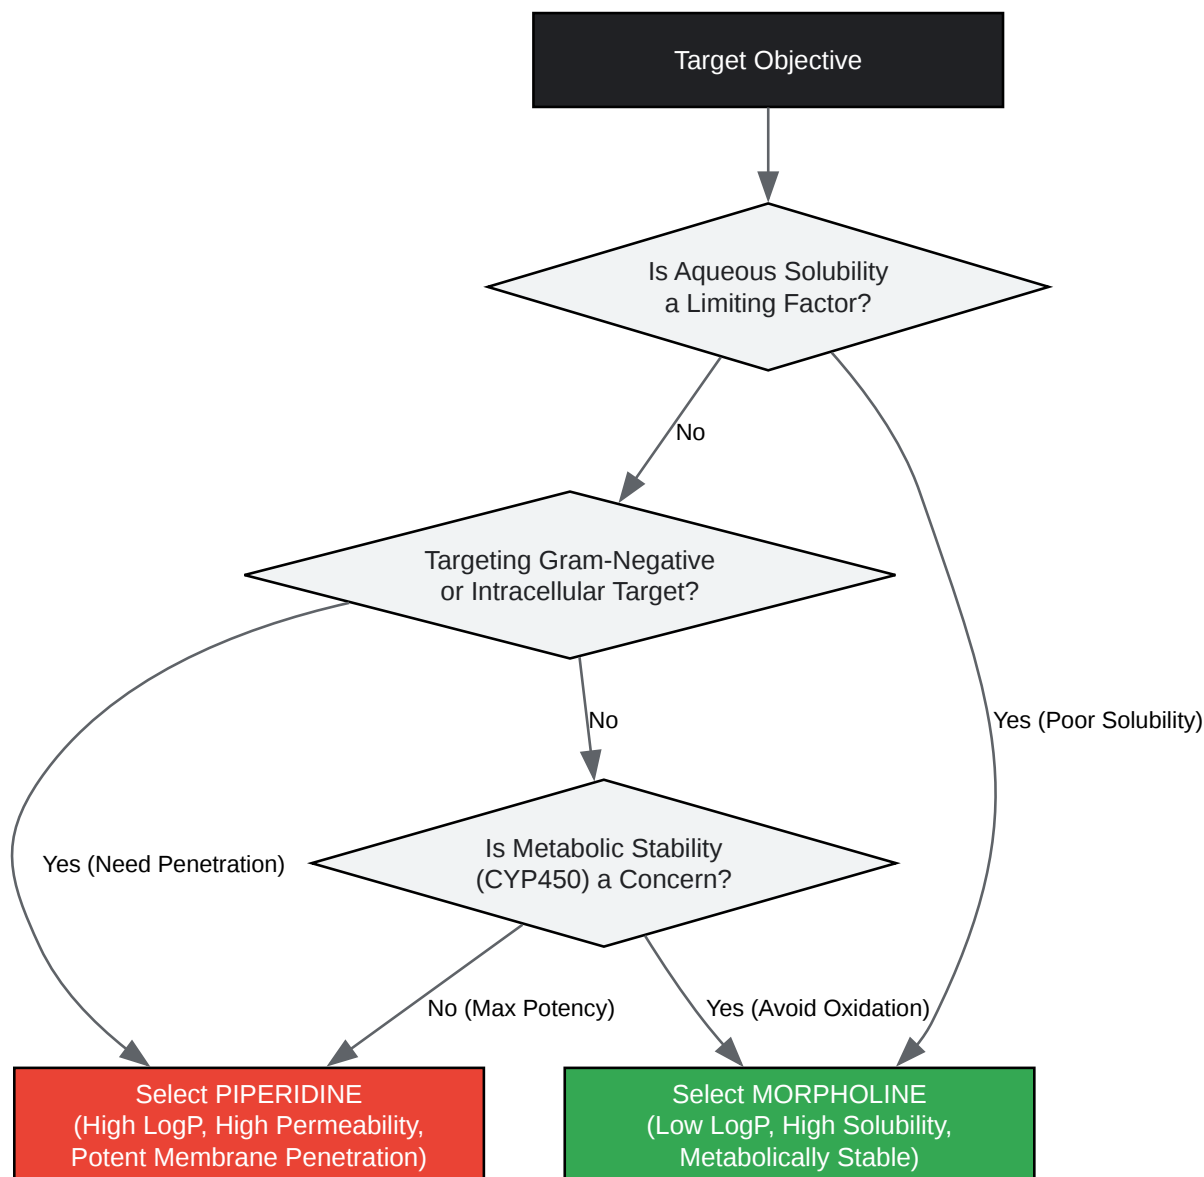 Target Objective
Is Aqueous Solubility
a Limiting Factor?
No
Targeting Gram-Negative
or Intracellular Target?
No
Yes (Poor Solubility)
Is Metabolic Stability
(CYP450) a Concern?
Yes (Need Penetration)
No (Max Potency)
Yes (Avoid Oxidation)
Select PIPERIDINE
(High LogP, High Permeability,
Potent Membrane Penetration)
Select MORPHOLINE
(Low LogP, High Solubility,
Metabolically Stable)